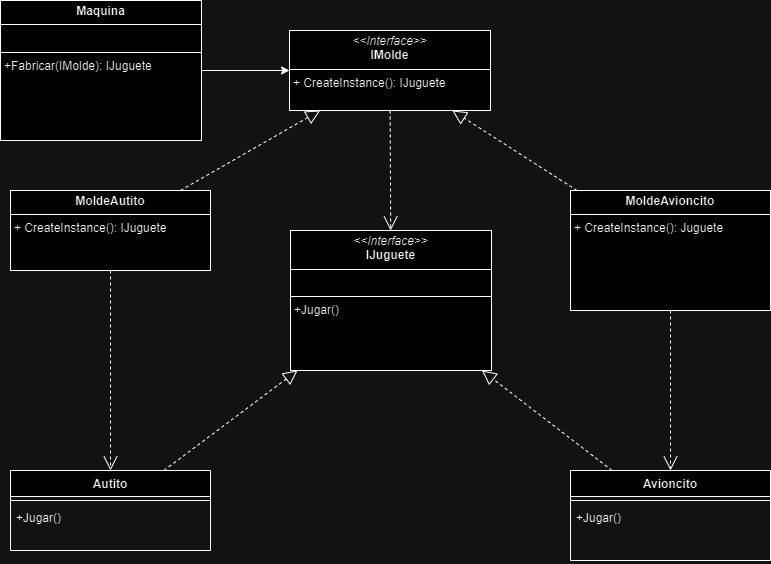 Maquina
+Fabricar(IMolde): IJuguete
<<Interface>>
IMolde
+ CreateInstance(): IJuguete
MoldeAutito
+ CreateInstance(): IJuguete
<<Interface>>
IJuguete
+Jugar()
MoldeAvioncito
+ CreateInstance(): Juguete
Autito
+Jugar()
Avioncito
+Jugar()